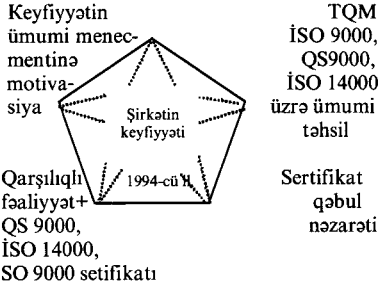 Keyfiyyətin
ümumi menec-
mentinə
motiva-
siya
TQM
İSO 9000,
QS9000,
İSO 14000
üzrə ümumi
təhsil
Şirkətin
keyfiyyəti
1994-cü
Qarşılıqlı
fəaliyyət+
QS 9000,
İSO 14000,
SO 9000 setifikatı
Sertifikat
qəbul
nəzarəti